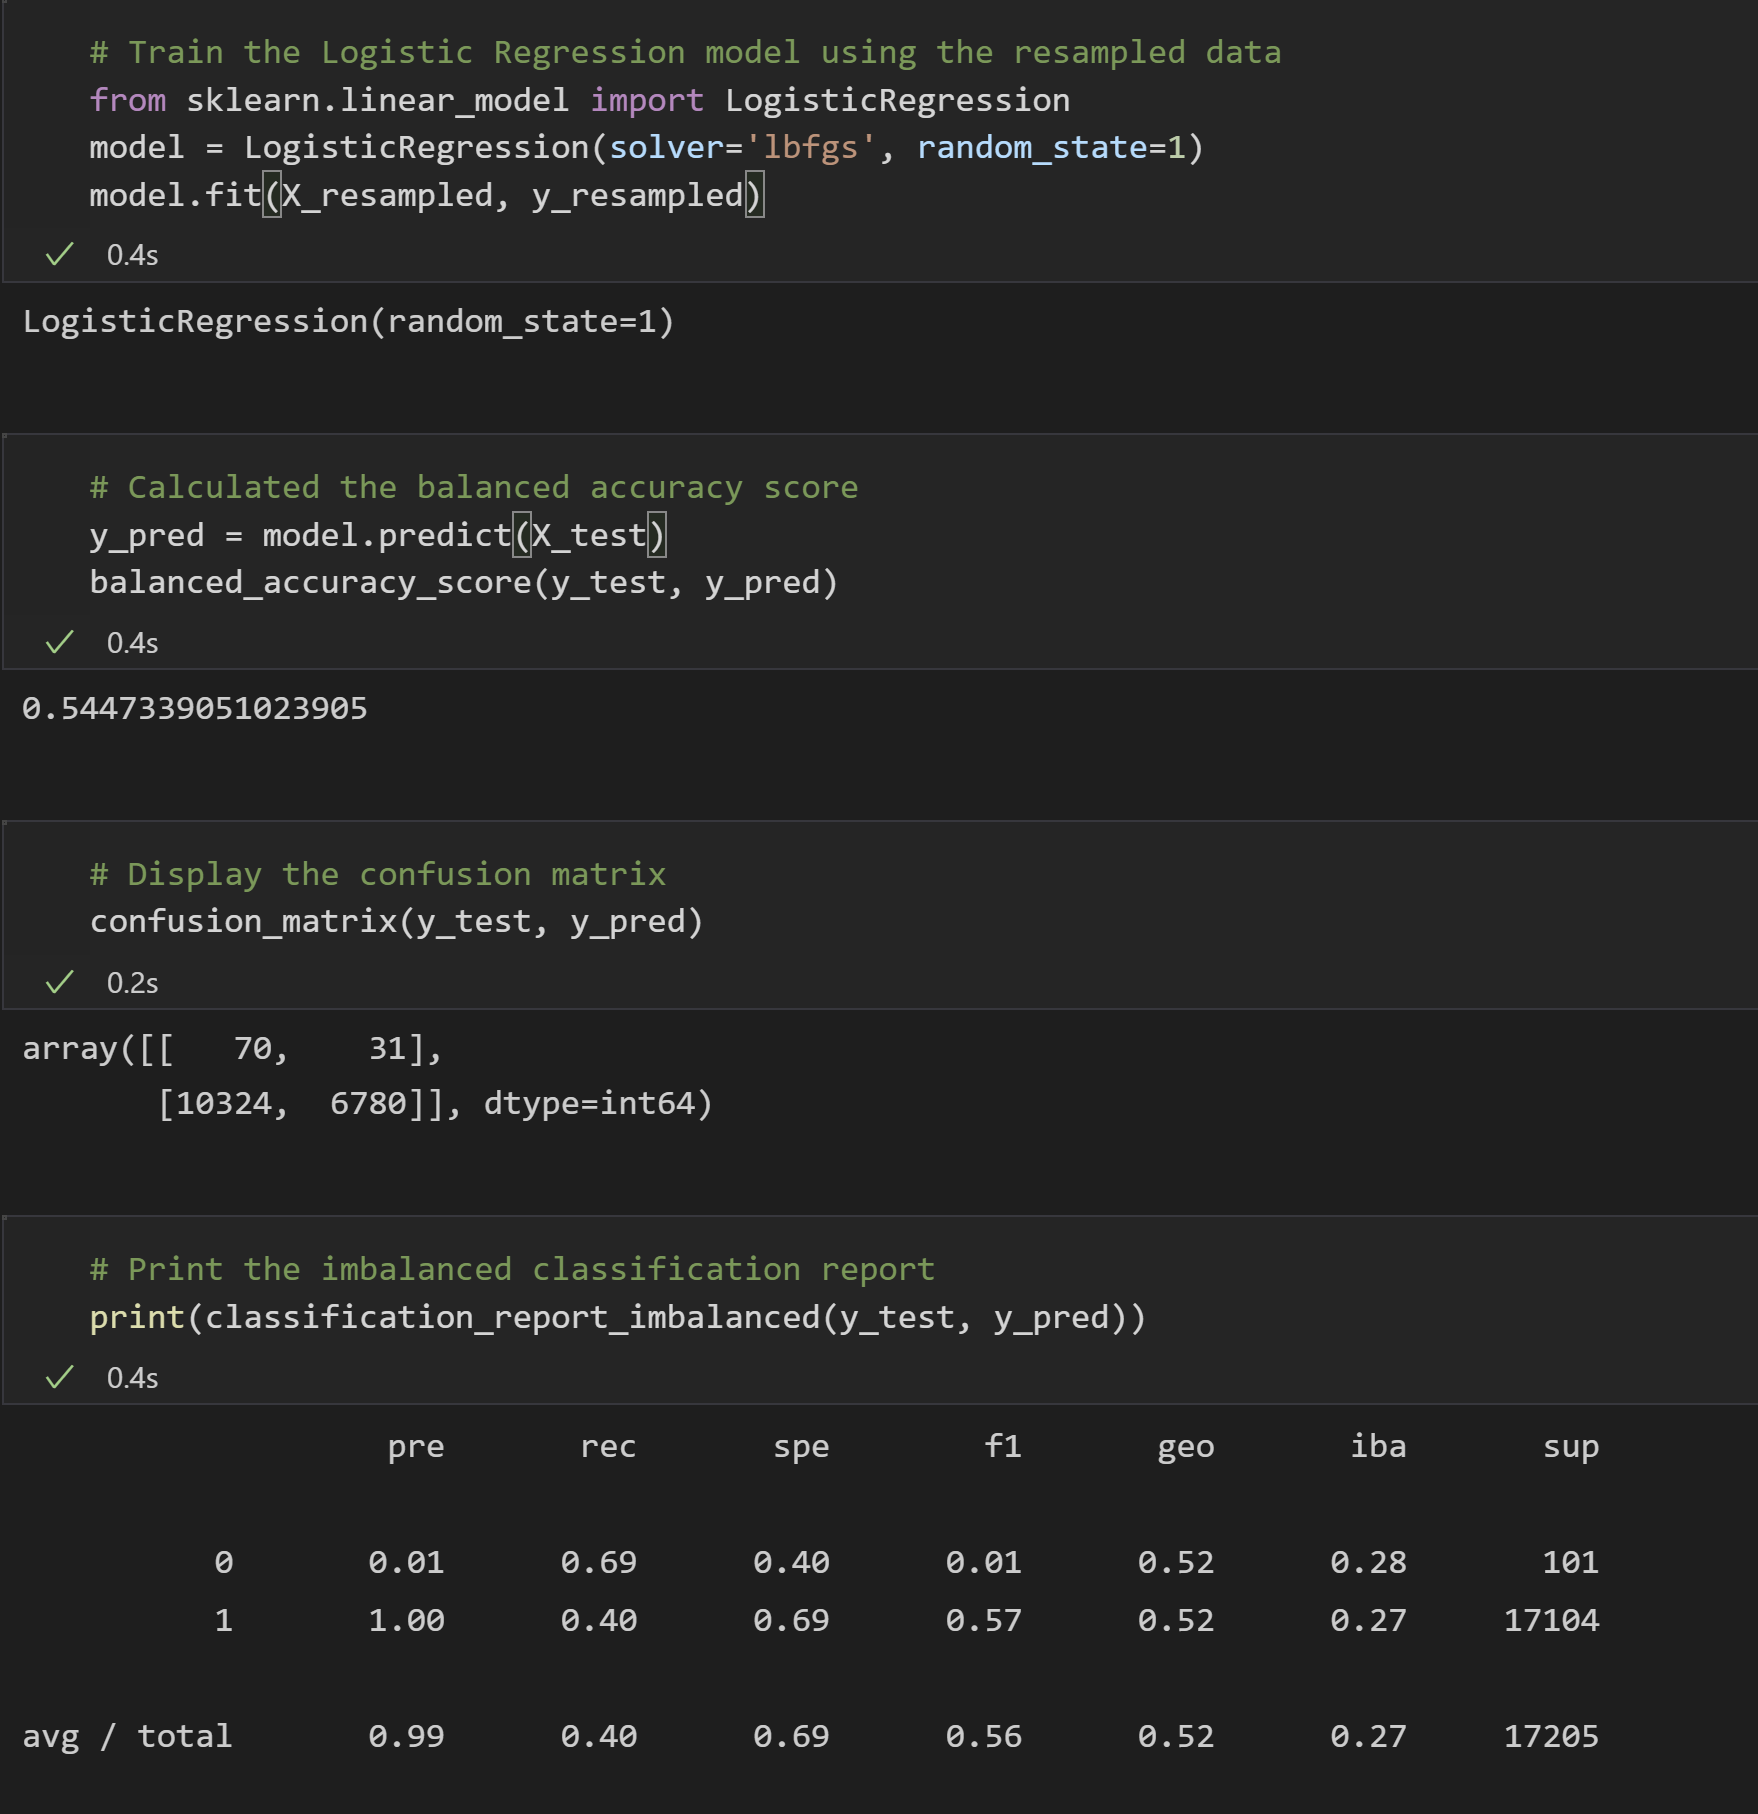 # Train the Logistic Regression model using the resampled data
from sklearn.linear_model import LogisticRegression
model = LogisticRegression(solver='lbfgs', random_state=1)
model.fit(X_resampled, y_resampled)
✓ 0.4s
LogisticRegression(random_state=1)
# Calculated the balanced accuracy score
y_pred = model.predict(X_test)
balanced_accuracy_score(y_test, y_pred)
✓ 0.4s
0.5447339051023905
# Display the confusion matrix
confusion_matrix(y_test, y_pred)
✓ 0.2s
array([[   70,    31],
       [10324,  6780]], dtype=int64)
# Print the imbalanced classification report
print(classification_report_imbalanced(y_test, y_pred))
✓ 0.4s
pre rec spe f1 geo iba sup
0 0.01 0.69 0.40 0.01 0.52 0.28 101
1 1.00 0.40 0.69 0.57 0.52 0.27 17104
avg / total 0.99 0.40 0.69 0.56 0.52 0.27 17205